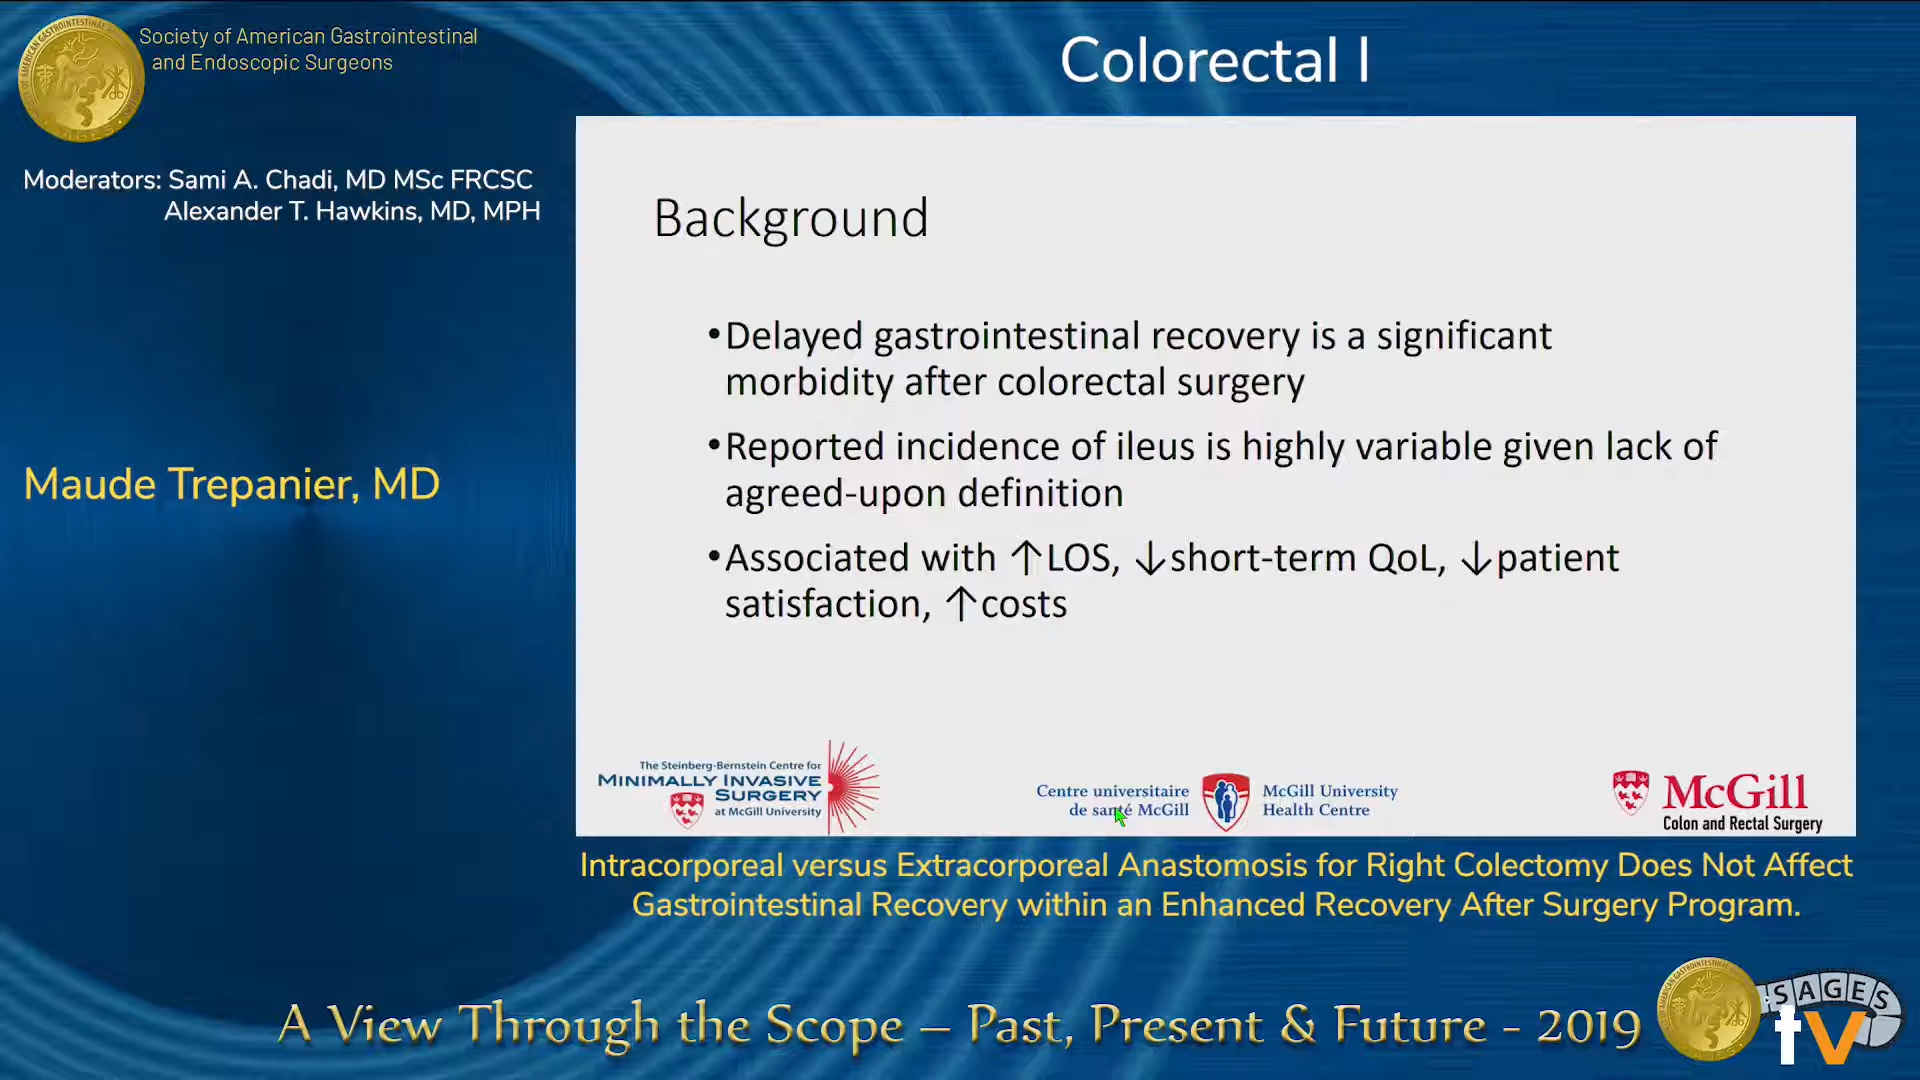 Society of American Gastrointestinal
and Endoscopic Surgeons
Colorectal I
Moderators: Sami A. Chadi, MD MSc FRCSC
Alexander T. Hawkins, MD, MPH
Maude Trepanier, MD
Background
•Delayed gastrointestinal recovery is a significant
morbidity after colorectal surgery
•Reported incidence of ileus is highly variable given lack of
agreed-upon definition
•Associated with ↑LOS, ↓short-term QoL, ↓patient
satisfaction, ↑costs
The Steinberg-Bernstein Centre for
MINIMALLY INVASIVE
SURGERY
at McGill University
Centre universitaire
de santé McGill
McGill University
Health Centre
McGill
Colon and Rectal Surgery
Intracorporeal versus Extracorporeal Anastomosis for Right Colectomy Does Not Affect
Gastrointestinal Recovery within an Enhanced Recovery After Surgery Program.
A View Through the Scope – Past, Present & Future - 2019
SAGES
tv